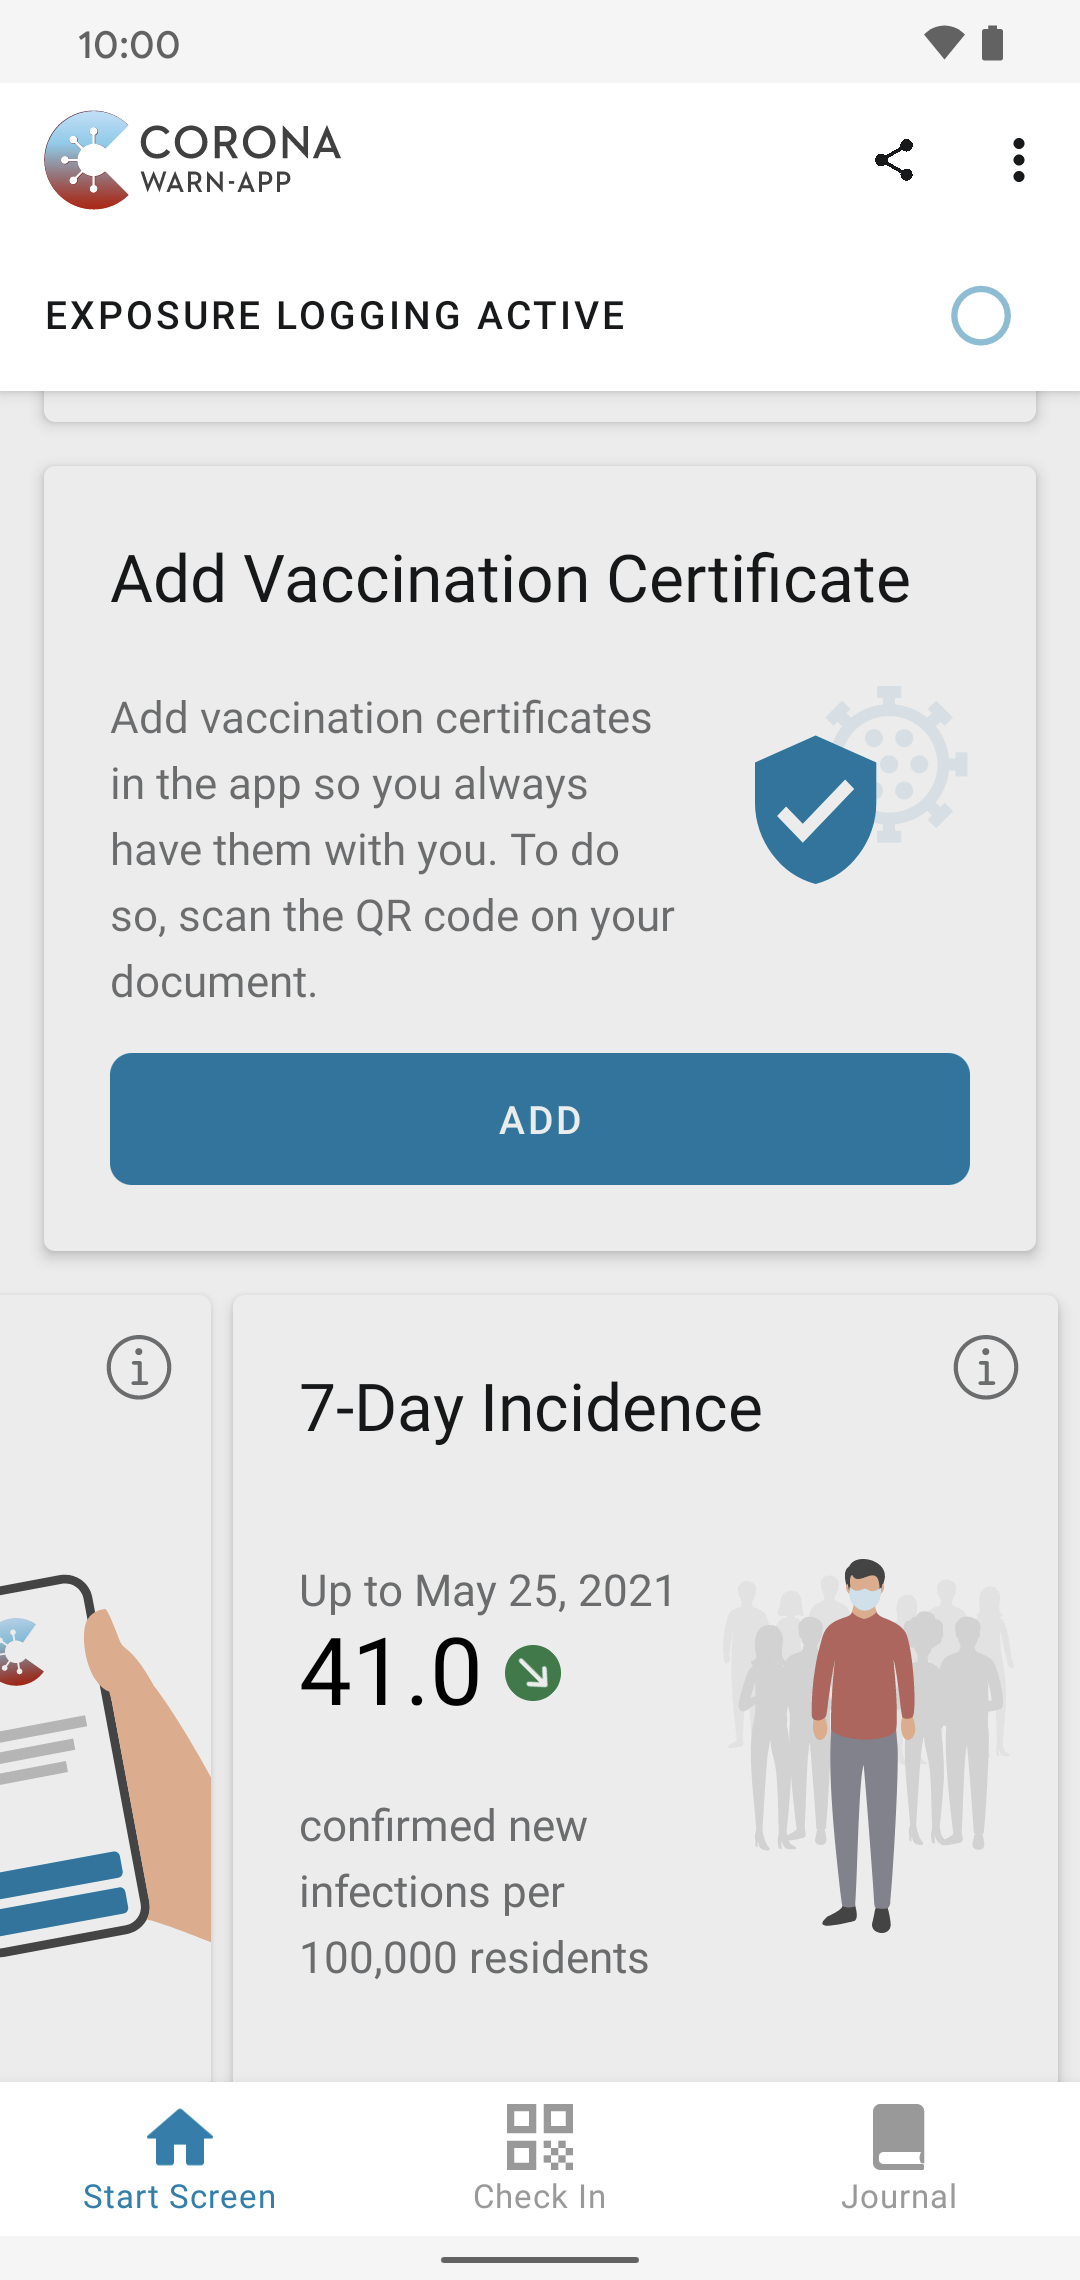 10:00
CORONA
WARN-APP
EXPOSURE LOGGING ACTIVE
Add Vaccination Certificate
Add vaccination certificates
in the app so you always
have them with you. To do
so, scan the QR code on your
document.
ADD
7-Day Incidence
Up to May 25, 2021
41.0
confirmed new
infections per
100,000 residents
Start Screen
Check In
Journal